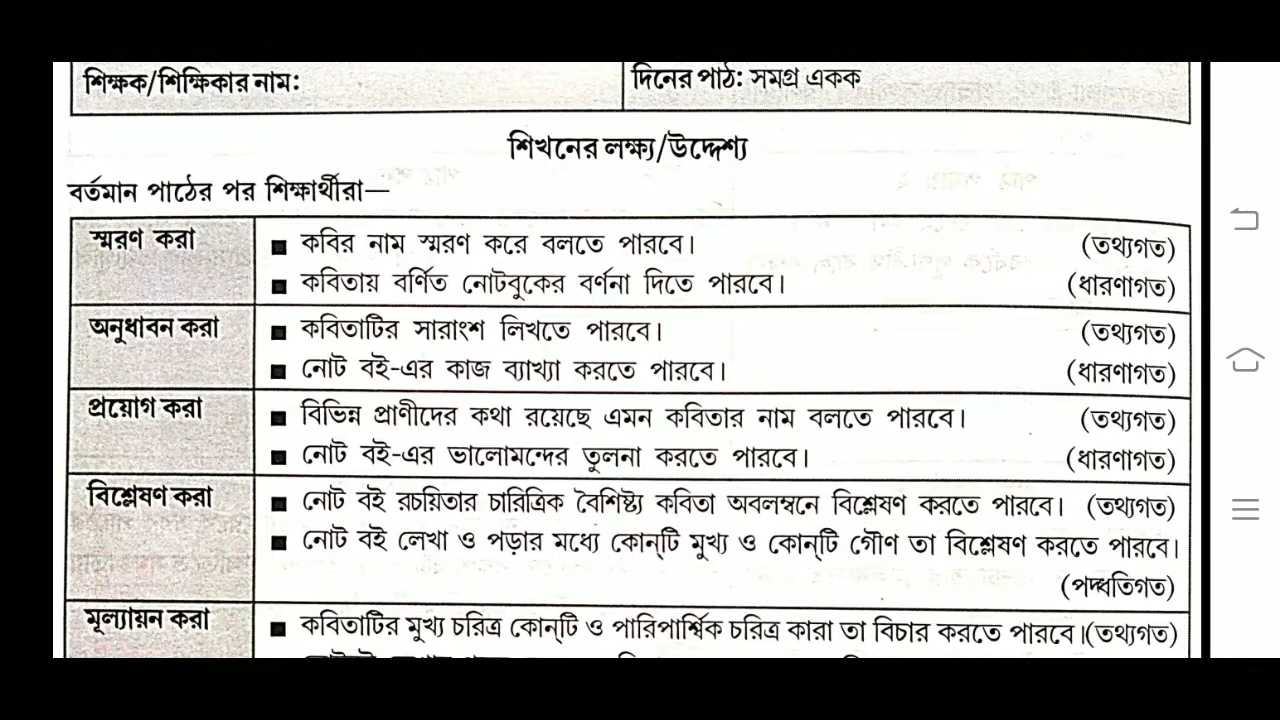 শিক্ষক/শিক্ষিকার নাম:
দিনের পাঠ: সমগ্র একক
শিখনের লক্ষ্য/উদ্দেশ্য
বর্তমান পাঠের পর শিক্ষার্থীরা—
স্মরণ করা
■ কবির নাম স্মরণ করে বলতে পারবে। (তথ্যগত)
■ কবিতায় বর্ণিত নোটবুকের বর্ণনা দিতে পারবে। (ধারণাগত)
অনুধাবন করা
■ কবিতাটির সারাংশ লিখতে পারবে। (তথ্যগত)
■ নোট বই-এর কাজ ব্যাখ্যা করতে পারবে। (ধারণাগত)
প্রয়োগ করা
■ বিভিন্ন প্রাণীদের কথা রয়েছে এমন কবিতার নাম বলতে পারবে। (তথ্যগত)
■ নোট বই-এর ভালোমন্দের তুলনা করতে পারবে। (ধারণাগত)
বিশ্লেষণ করা
■ নোট বই রচয়িতার চারিত্রিক বৈশিষ্ট্য কবিতা অবলম্বনে বিশ্লেষণ করতে পারবে। (তথ্যগত)
■ নোট বই লেখা ও পড়ার মধ্যে কোন্‌টি মুখ্য ও কোন্‌টি গৌণ তা বিশ্লেষণ করতে পারবে।
(পদ্ধতিগত)
মূল্যায়ন করা
■ কবিতাটির মুখ্য চরিত্র কোন্‌টি ও পারিপার্শ্বিক চরিত্র কারা তা বিচার করতে পারবে।(তথ্যগত)